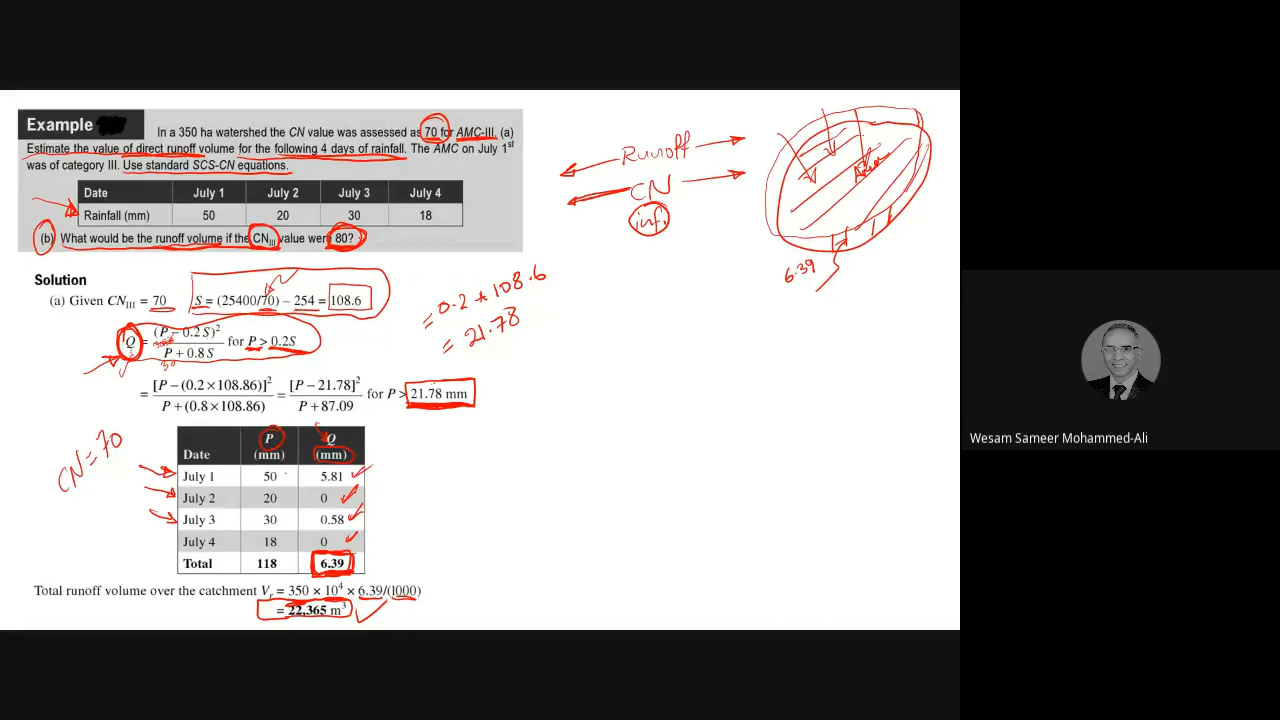 Example
In a 350 ha watershed the CN value was assessed as 70 for AMC-III. (a)
Estimate the value of direct runoff volume for the following 4 days of rainfall. The AMC on July 1st
was of category III. Use standard SCS-CN equations.
Date July 1 July 2 July 3 July 4
Rainfall (mm) 50 20 30 18
(b) What would be the runoff volume if the CNIII value were 80?
Solution
(a) Given CNIII = 70 S = (25400/70) – 254 = 108.6
Q = (P – 0.2 S)² / P + 0.8 S for P > 0.2S
30
= [P – (0.2 × 108.86)]² / P + (0.8 × 108.86) = [P – 21.78]² / P + 87.09 for P > 21.78 mm
Date P (mm) Q (mm)
July 1 50 5.81
July 2 20 0
July 3 30 0.58
July 4 18 0
Total 118 6.39
Total runoff volume over the catchment Vr = 350 × 10⁴ × 6.39/(1000)
= 22,365 m³
CN = 70
= 0.2 * 108.6
= 21.78
Runoff
CN
inf.
6.39
Wesam Sameer Mohammed-Ali